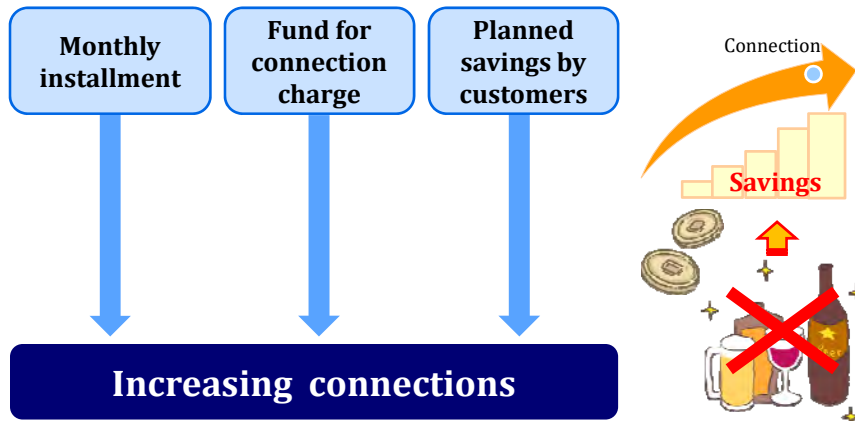 Monthly
installment
Fund for
connection
charge
Planned
savings by
customers
Connection
Savings
Increasing connections